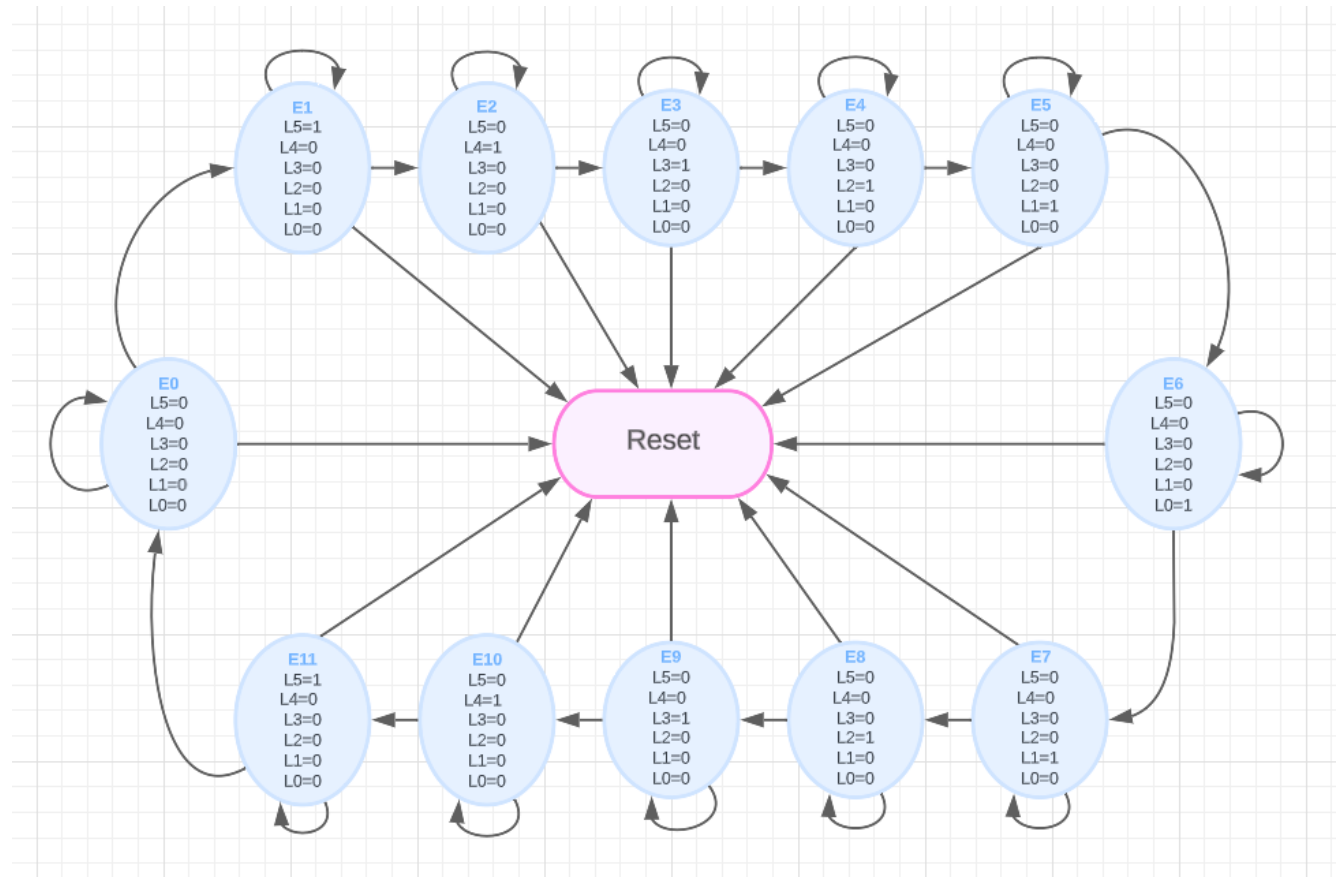 E1
L5=1
L4=0
L3=0
L2=0
L1=0
L0=0
E2
L5=0
L4=1
L3=0
L2=0
L1=0
L0=0
E3
L5=0
L4=0
L3=1
L2=0
L1=0
L0=0
E4
L5=0
L4=0
L3=0
L2=1
L1=0
L0=0
E5
L5=0
L4=0
L3=0
L2=0
L1=1
L0=0
E0
L5=0
L4=0
L3=0
L2=0
L1=0
L0=0
Reset
E6
L5=0
L4=0
L3=0
L2=0
L1=0
L0=1
E11
L5=1
L4=0
L3=0
L2=0
L1=0
L0=0
E10
L5=0
L4=1
L3=0
L2=0
L1=0
L0=0
E9
L5=0
L4=0
L3=1
L2=0
L1=0
L0=0
E8
L5=0
L4=0
L3=0
L2=1
L1=0
L0=0
E7
L5=0
L4=0
L3=0
L2=0
L1=1
L0=0